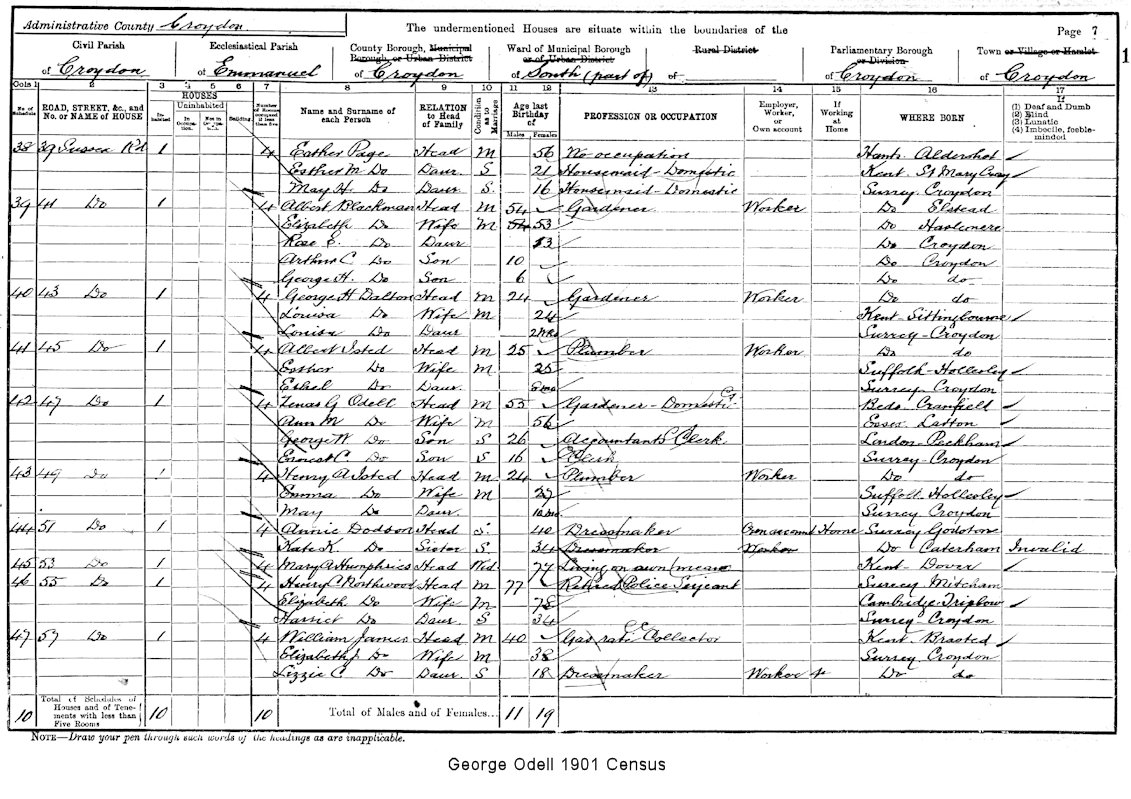 Administrative County Croydon
The undermentioned Houses are situate within the boundaries of the
Page 7
Civil Parish of Croydon
Ecclesiastical Parish of Emmanuel
County Borough, Municipal Borough, or Urban District of Croydon
Ward of Municipal Borough or of Urban District of South (part of)
Rural District of
Parliamentary Borough or Division of Croydon
Town or Village or Hamlet of Croydon
1
Cols 1 2 3 4 5 6 7 8 9 10 11 12 13 14 15 16 17
No. of Schedule
ROAD, STREET, &c., and No. or NAME of HOUSE
HOUSES
Inhabited
Uninhabited
In Occupation
Not in Occupation
Building
Number of Rooms occupied if less than five
Name and Surname of each Person
RELATION to Head of Family
Condition as to Marriage
Age last Birthday of
Males Females
PROFESSION OR OCCUPATION
Employer, Worker, or Own account
If Working at Home
WHERE BORN
If (1) Deaf and Dumb (2) Blind (3) Lunatic (4) Imbecile, feeble-minded
38 39 Sussex Rd 1 4 Esther Page Head M 56 No occupation Hants Aldershot
Esther M Do Daur S 21 Housemaid - Domestic Kent St Mary Cray
May H. Do Daur S. 16 Housemaid - Domestic Surrey Croydon
39 41 Do 1 4 Albert Blackman Head M 54 Gardener Worker Do Elstead
Elizabeth Do Wife M 54 53 Do Haslemere
Rose E. Do Daur 13 Do Croydon
Arthur C. Do Son 10 Do Croydon
George H. Do Son 6 Do do
40 43 Do 1 4 George H Dalton Head M 24 Gardener Worker Do do
Louisa Do Wife M 24 Kent - Sittingbourne
Louisa Do Daur 2 wks Surrey - Croydon
41 45 Do 1 4 Albert Isted Head M 25 Plumber Worker Do do
Esther Do Wife M 25 Suffolk - Hollesley
Ethel Do Daur 8 mo Surrey Croydon
42 47 Do 1 4 Zenas G Odell Head M 55 Gardener - Domestic Beds. Cranfield
Ann M Do Wife M 56 Essex Latton
George W Do Son S 26 Accountants Clerk London - Peckham
Ernest C Do Son S 16 Clerk Surrey - Croydon
43 49 Do 1 4 Henry A Isted Head M 24 Plumber Worker Do do
Emma Do Wife M 27 Suffolk Hollesley
May Do Daur. 10 mo Surrey Croydon
44 51 Do 1 4 Annie Dodson Head S. 40 Dressmaker Own account Home Surrey Godstone
Kate K. Do Sister S 34 Dressmaker Worker Do Caterham Invalid
45 53 Do 1 4 Mary A Humphries Head Wid 77 Living on own means Kent Dover
46 55 Do 1 4 Henry C Northwood Head M 77 Retired Police Serjeant Surrey Mitcham
Elizabeth Do Wife M 78 Cambridge Triplow
Harriet Do Daur. S 34 Surrey Croydon
47 57 Do 1 4 William James Head M 40 Gas rate Collector Kent Brasted
Elizabeth J. Do Wife M 38 Surrey Croydon
Lizzie C. Do Daur S 18 Dressmaker Worker Do do
10 Total of Schedules of Houses and of Tenements with less than Five Rooms 10 10 Total of Males and of Females... 11 19
NOTE—Draw your pen through such words of the headings as are inapplicable.
George Odell 1901 Census